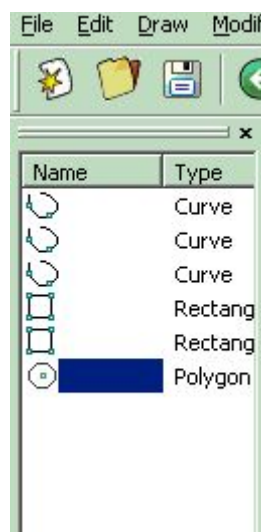 File Edit Draw Modif
x
Name Type
Curve
Curve
Curve
Rectang
Rectang
Polygon